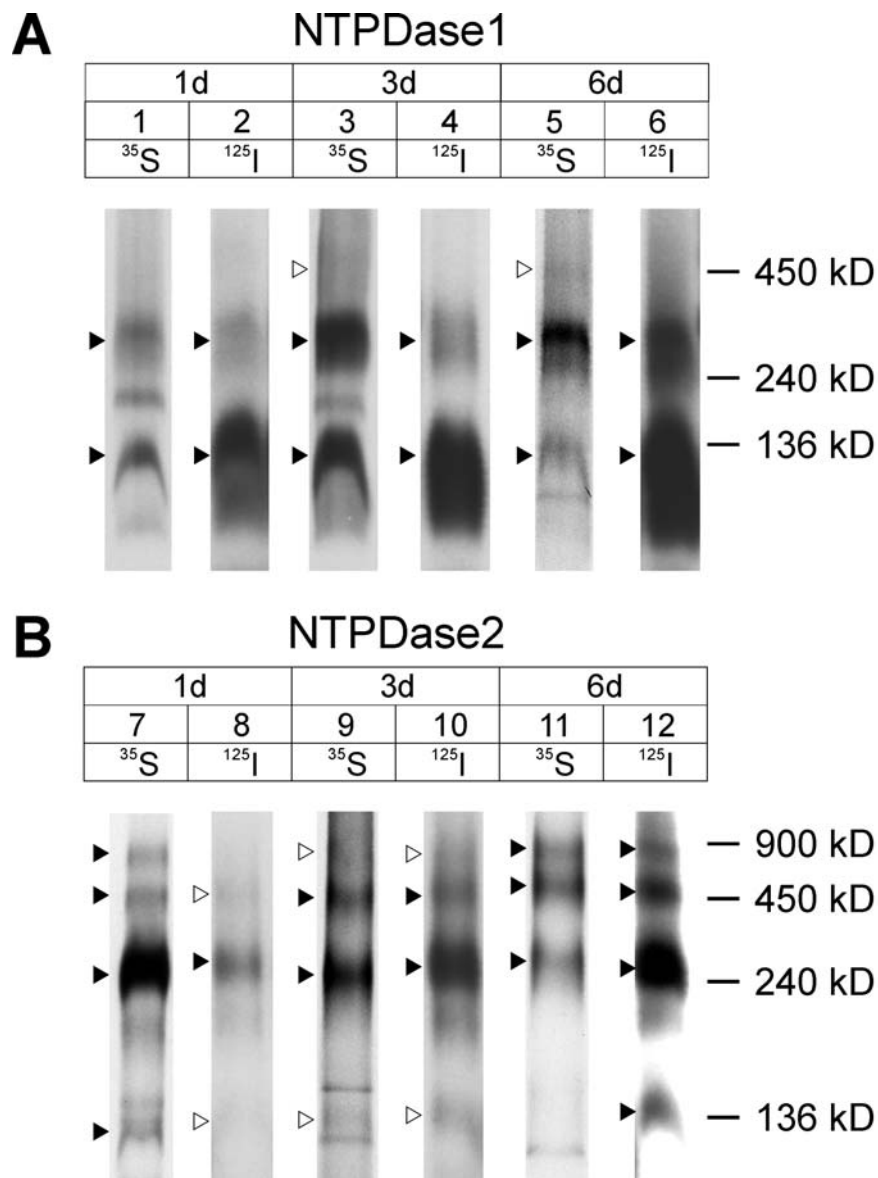 A NTPDase1
1d 3d 6d
1 2 3 4 5 6
³⁵S ¹²⁵I ³⁵S ¹²⁵I ³⁵S ¹²⁵I
450 kD
240 kD
136 kD
B NTPDase2
1d 3d 6d
7 8 9 10 11 12
³⁵S ¹²⁵I ³⁵S ¹²⁵I ³⁵S ¹²⁵I
900 kD
450 kD
240 kD
136 kD